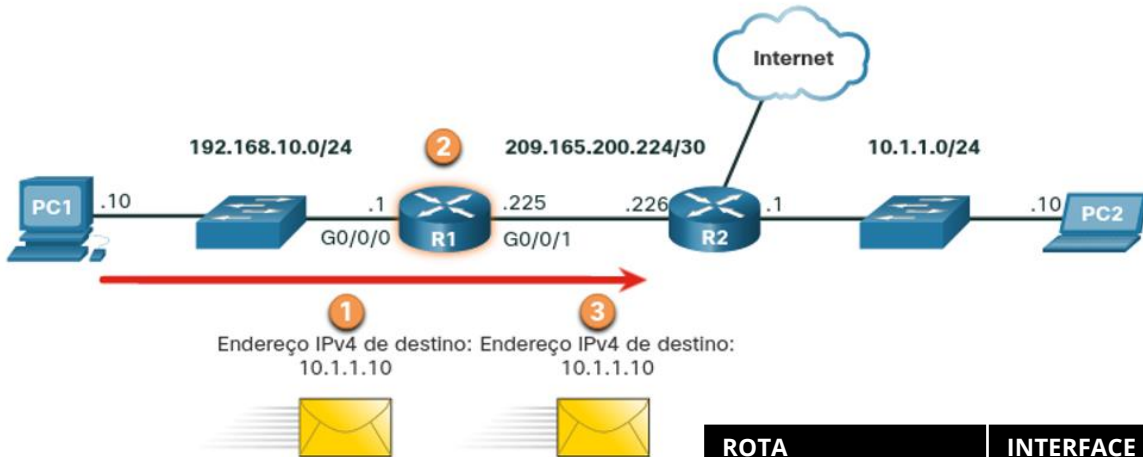 Internet
192.168.10.0/24
2
209.165.200.224/30
10.1.1.0/24
PC1
.10
.1
G0/0/0
R1
.225
G0/0/1
.226
R2
.1
.10
PC2
1
3
Endereço IPv4 de destino:
10.1.1.10
Endereço IPv4 de destino:
10.1.1.10
ROTA
INTERFACE